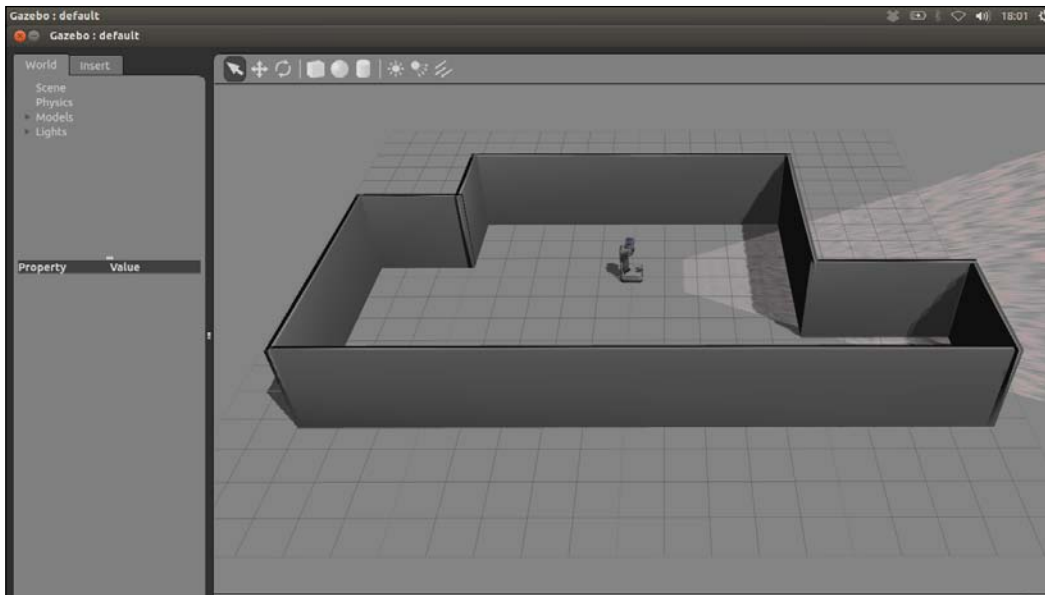 Gazebo : default
18:01
Gazebo : default
World Insert
Scene
Physics
Models
Lights
Property Value